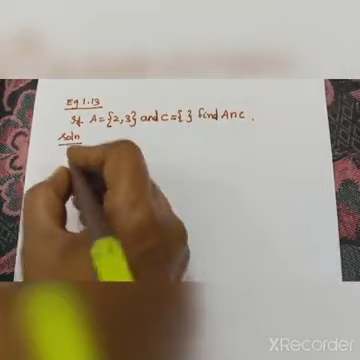 Eg 1.13
If A = {2,3} and C = { } find A∩C.
Soln
XRecorder